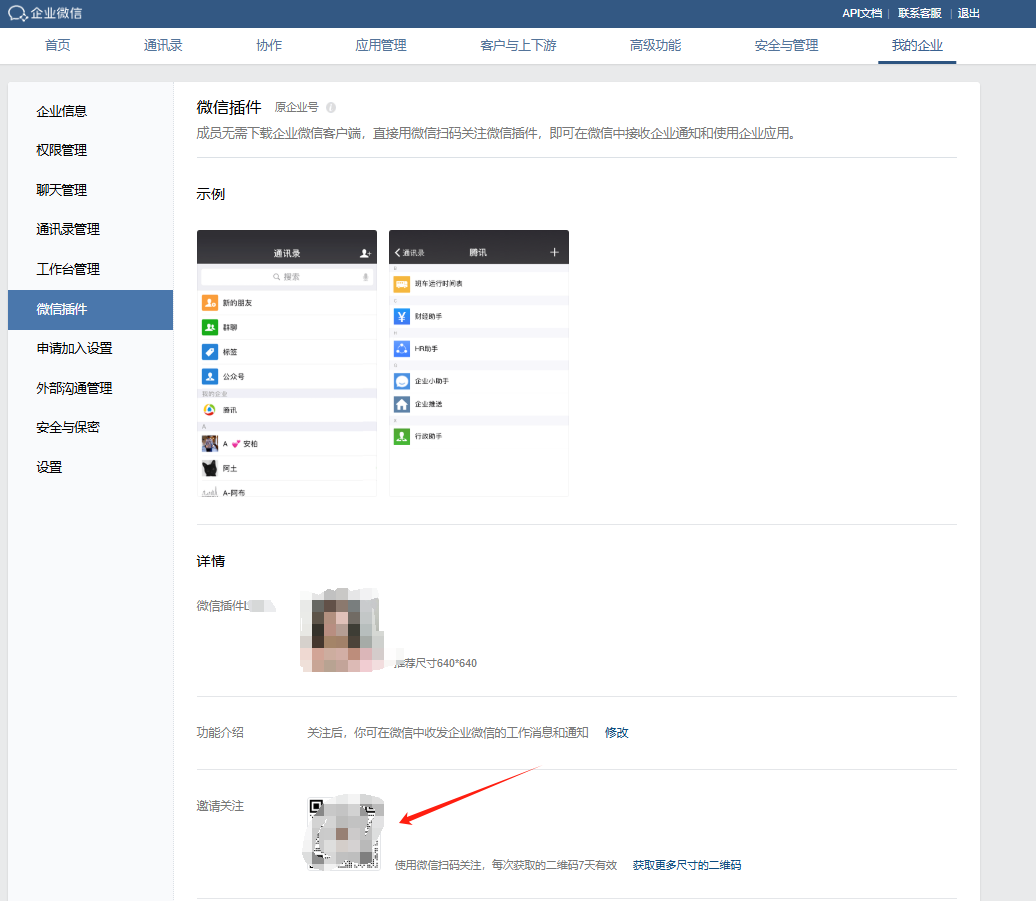 企业微信
API文档 | 联系客服 | 退出
首页 通讯录 协作 应用管理 客户与上下游 高级功能 安全与管理 我的企业
企业信息
权限管理
聊天管理
通讯录管理
工作台管理
微信插件
申请加入设置
外部沟通管理
安全与保密
设置
微信插件 原企业号
成员无需下载企业微信客户端，直接用微信扫码关注微信插件，即可在微信中接收企业通知和使用企业应用。
示例
通讯录
搜索
新的朋友
群聊
标签
公众号
我的企业
腾讯
A
A 💕 安柏
阿土
A-阿布
通讯录 腾讯
班车运行时间表
C
财经助手
HR助手
企业小助手
企业推送
行政助手
详情
微信插件L
推荐尺寸640*640
功能介绍 关注后，你可在微信中收发企业微信的工作消息和通知 修改
邀请关注
使用微信扫码关注，每次获取的二维码7天有效 获取更多尺寸的二维码